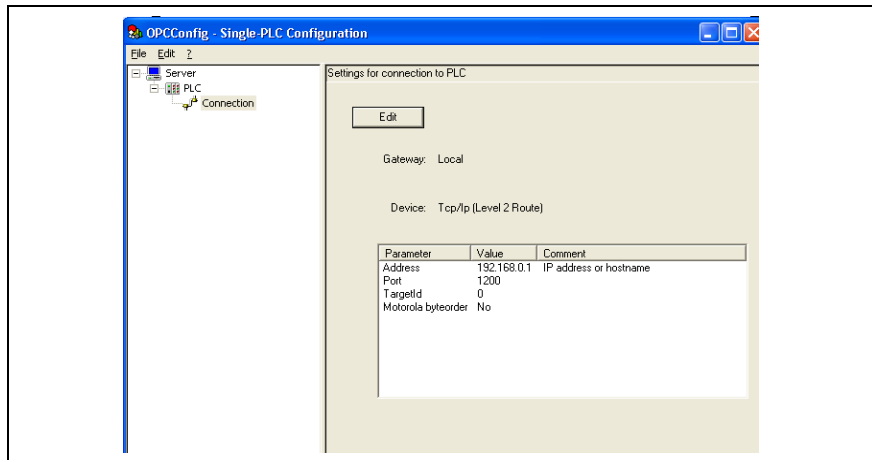 OPCConfig - Single-PLC Configuration
File Edit ?
Server
PLC
Connection
Settings for connection to PLC
Edit
Gateway: Local
Device: Tcp/Ip (Level 2 Route)
Parameter Value Comment
Address 192.168.0.1 IP address or hostname
Port 1200
TargetId 0
Motorola byteorder No